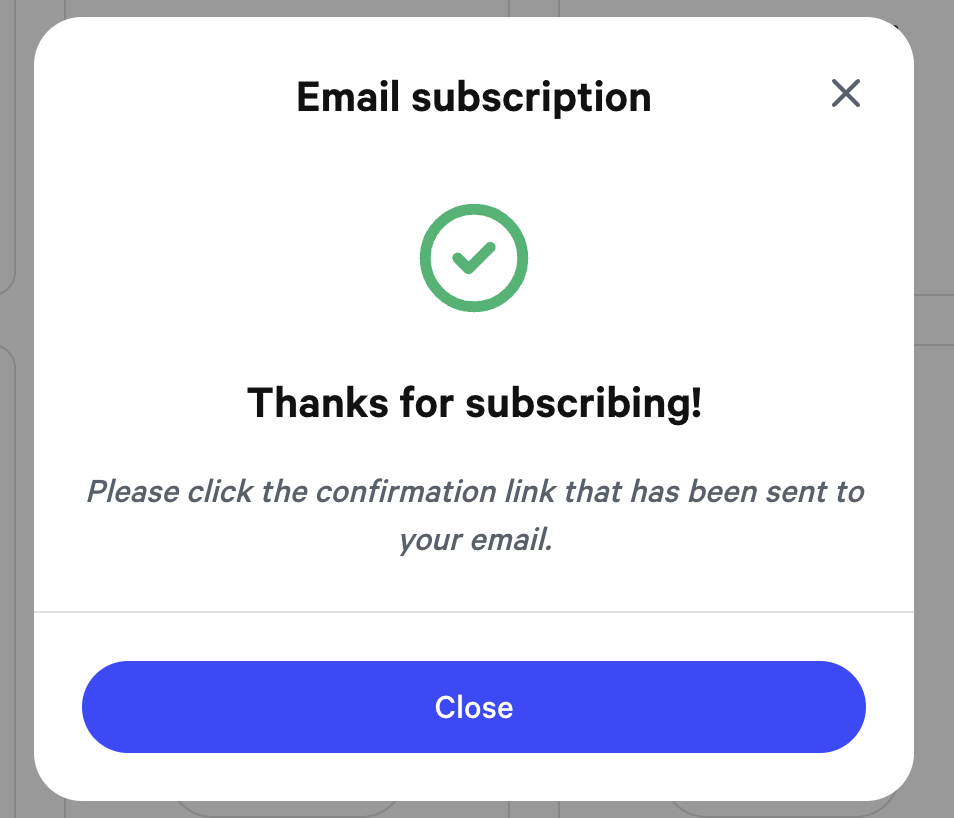 Email subscription
Thanks for subscribing!
Please click the confirmation link that has been sent to
your email.
Close